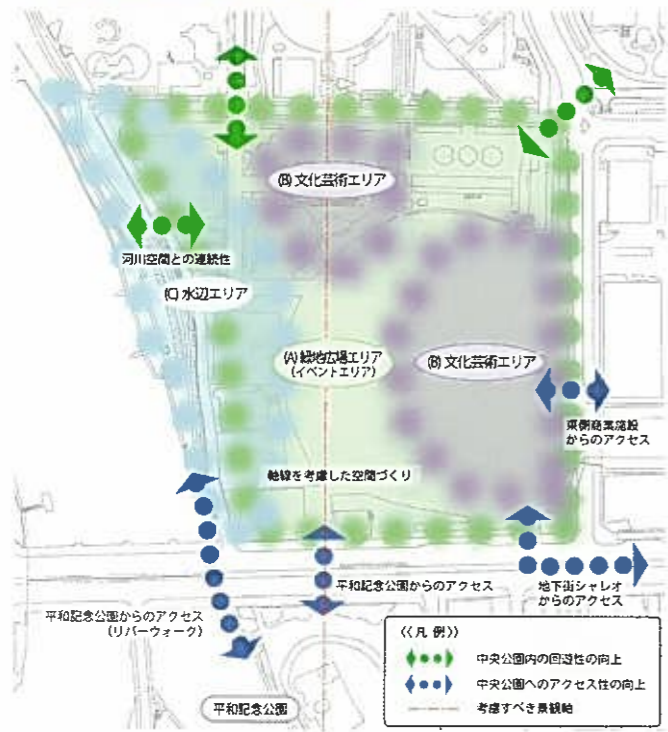 (B) 文化芸術エリア
河川空間との連続性
(C) 水辺エリア
(A) 緑地広場エリア
(イベントエリア)
(B) 文化芸術エリア
東側商業施設
からのアクセス
軸線を考慮した空間づくり
平和記念公園からのアクセス
地下街シャレオ
からのアクセス
平和記念公園からのアクセス
(リバーウォーク)
平和記念公園
《凡 例》
中央公園内の回遊性の向上
中央公園へのアクセス性の向上
考慮すべき景観軸